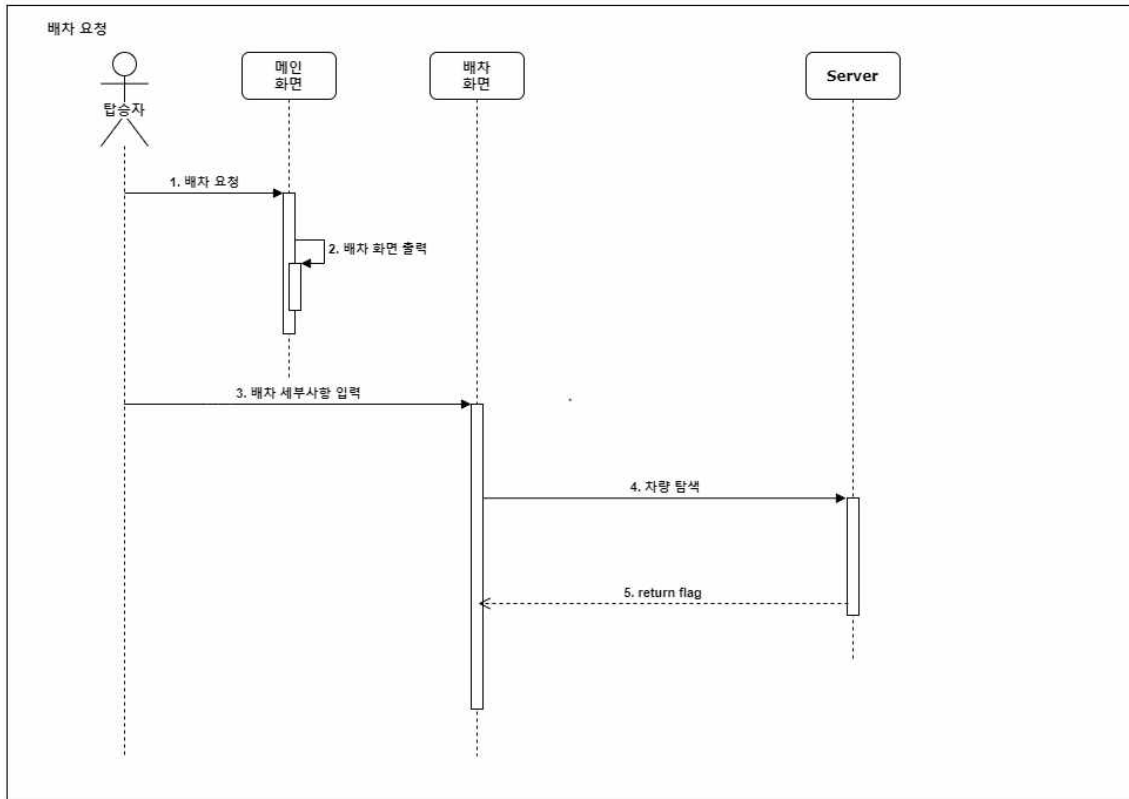 배차 요청
탑승자
메인
화면
배차
화면
Server
1. 배차 요청
2. 배차 화면 출력
3. 배차 세부사항 입력
4. 차량 탐색
5. return flag